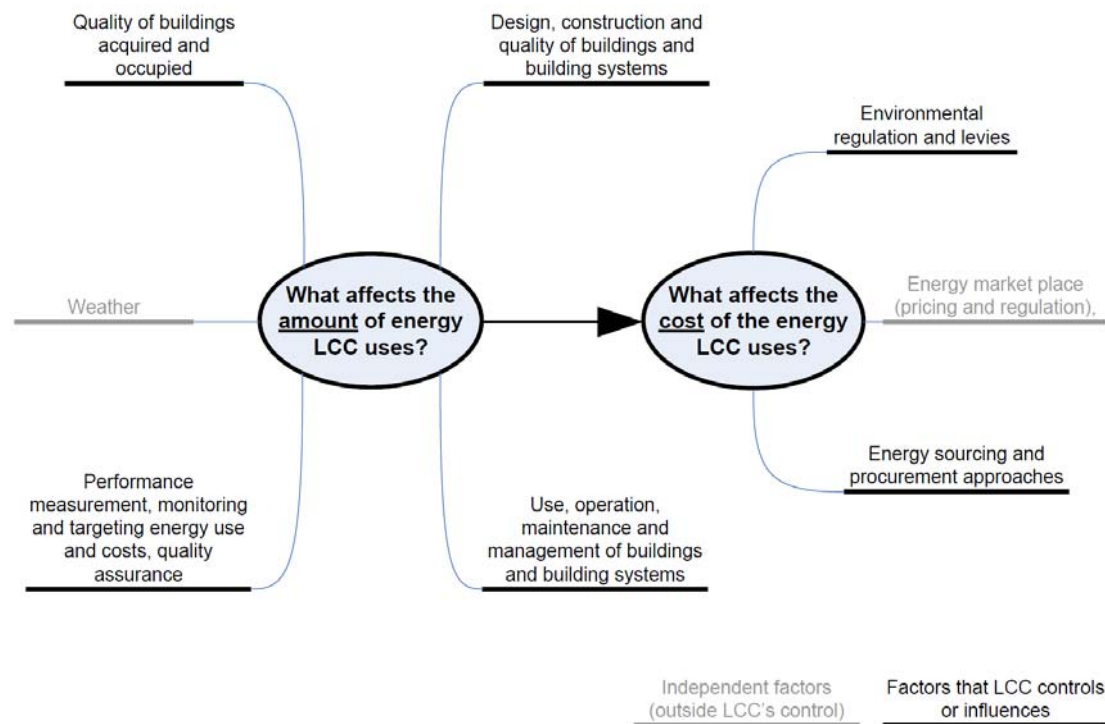 Quality of buildings
acquired and
occupied
Design, construction and
quality of buildings and
building systems
Environmental
regulation and levies
Weather
What affects the
amount of energy
LCC uses?
What affects the
cost of the energy
LCC uses?
Energy market place
(pricing and regulation),
Performance
measurement, monitoring
and targeting energy use
and costs, quality
assurance
Use, operation,
maintenance and
management of buildings
and building systems
Energy sourcing and
procurement approaches
Independent factors
(outside LCC's control)
Factors that LCC controls
or influences